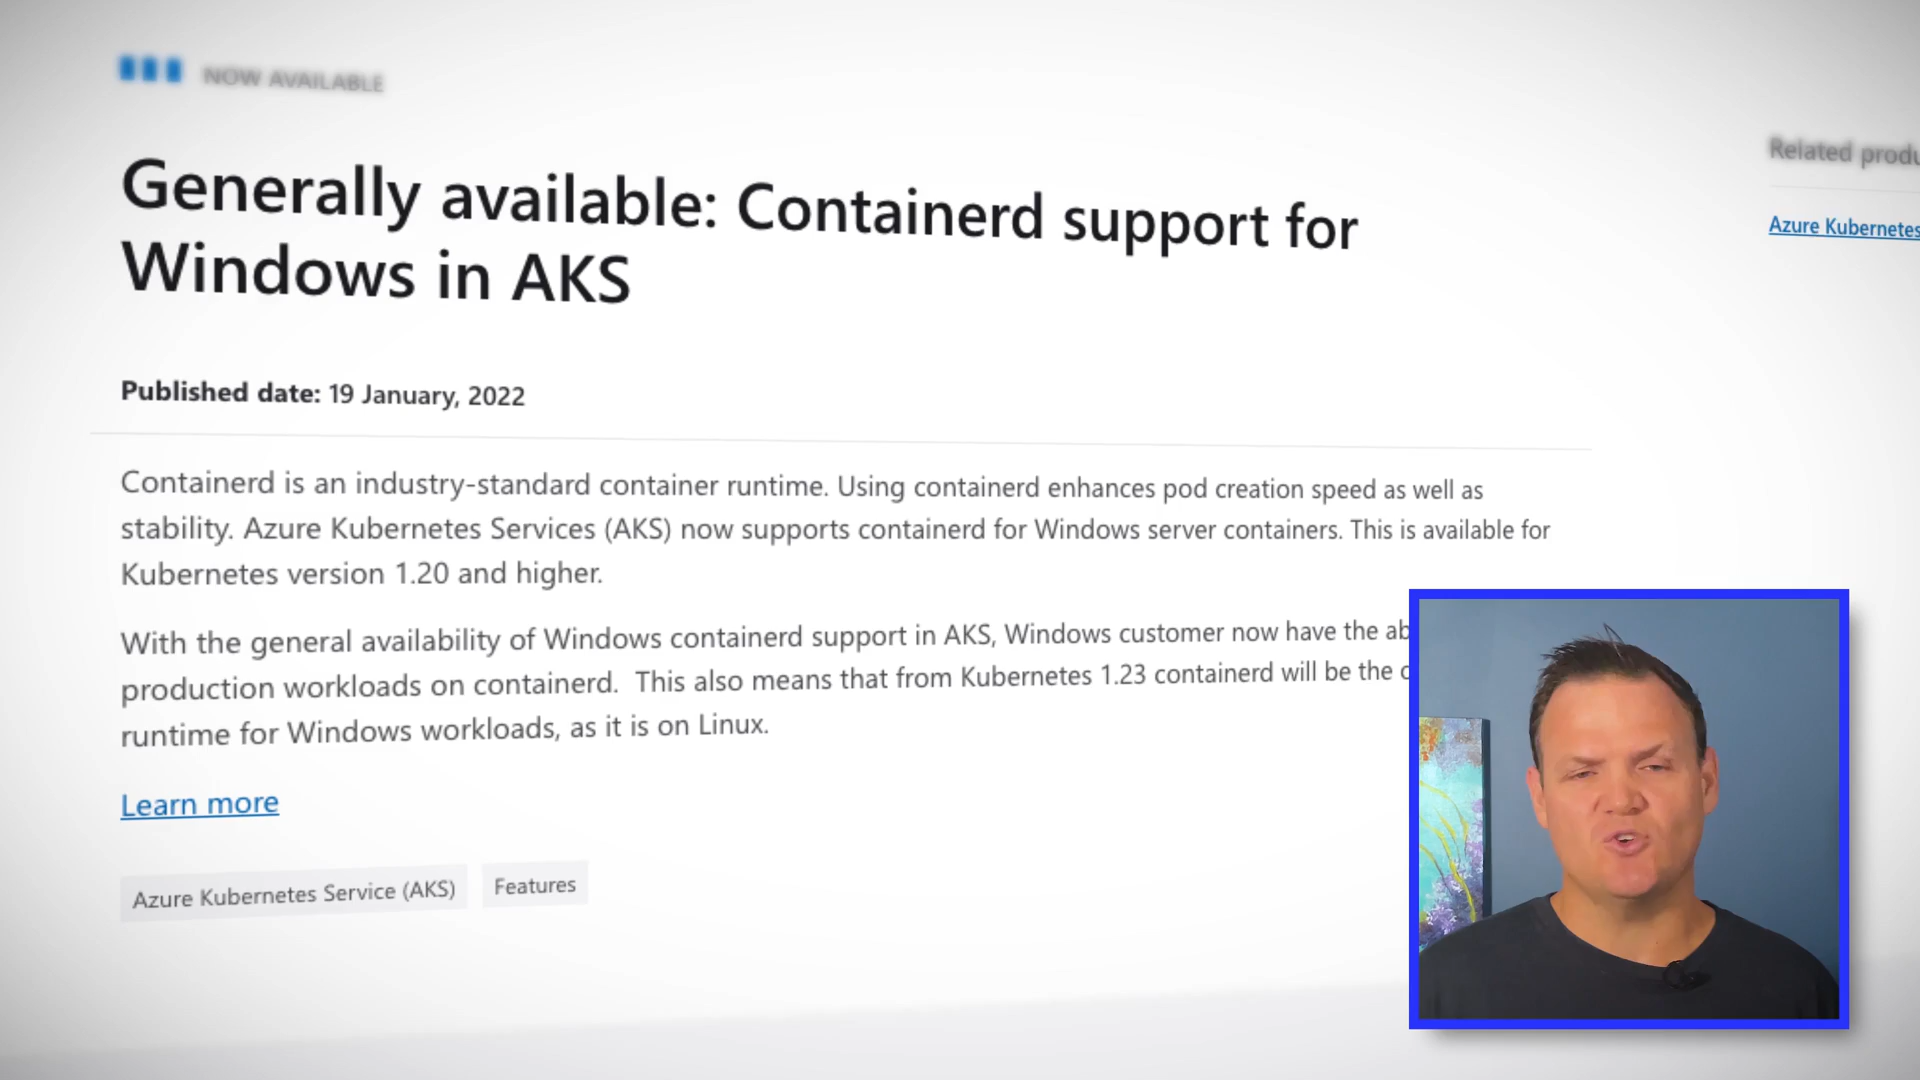 NOW AVAILABLE
Generally available: Containerd support for
Windows in AKS
Related
Azure Kubernetes
Published date: 19 January, 2022
Containerd is an industry-standard container runtime. Using containerd enhances pod creation speed as well as
stability. Azure Kubernetes Services (AKS) now supports containerd for Windows server containers. This is available for
Kubernetes version 1.20 and higher.
With the general availability of Windows containerd support in AKS, Windows customer now have the
production workloads on containerd.  This also means that from Kubernetes 1.23 containerd will be the
runtime for Windows workloads, as it is on Linux.
Learn more
Azure Kubernetes Service (AKS)
Features